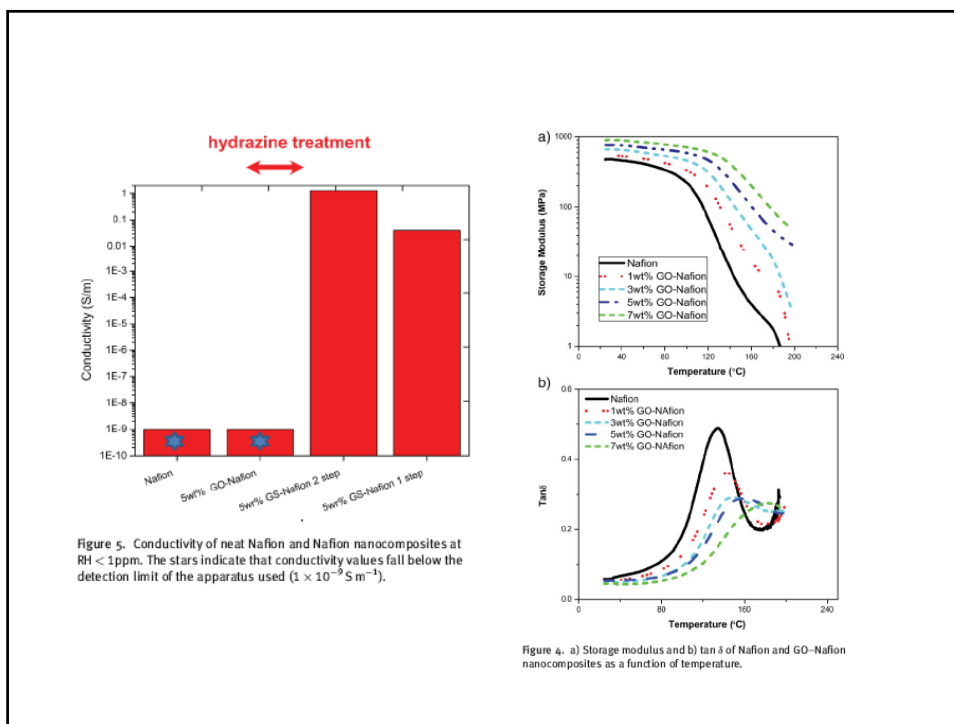 hydrazine treatment
1
0.1
0.01
1E-3
1E-4
1E-5
1E-6
1E-7
1E-8
1E-9
1E-10
Conductivity (S/m)
Nafion
5wt% GO-Nafion
5wr% GS-Nafion 2 step
5wr% GS-Nafion 1 step
Figure 5. Conductivity of neat Nafion and Nafion nanocomposites at
RH < 1ppm. The stars indicate that conductivity values fall below the
detection limit of the apparatus used (1 × 10⁻⁹ S m⁻¹).
a)
1000
100
10
1
Storage Modulus (MPa)
Nafion
1wt% GO-Nafion
3wt% GO-Nafion
5wt% GO-Nafion
7wt% GO-Nafion
0 40 80 120 160 200 240
Temperature (°C)
b)
0.6
0.4
0.2
0.0
Tanδ
Nafion
1wt% GO-NAfion
3wt% GO-Nafion
5wt% GO-Nafion
7wt% GO-NAfion
0 80 160 240
Temperature (°C)
Figure 4. a) Storage modulus and b) tan δ of Nafion and GO–Nafion
nanocomposites as a function of temperature.